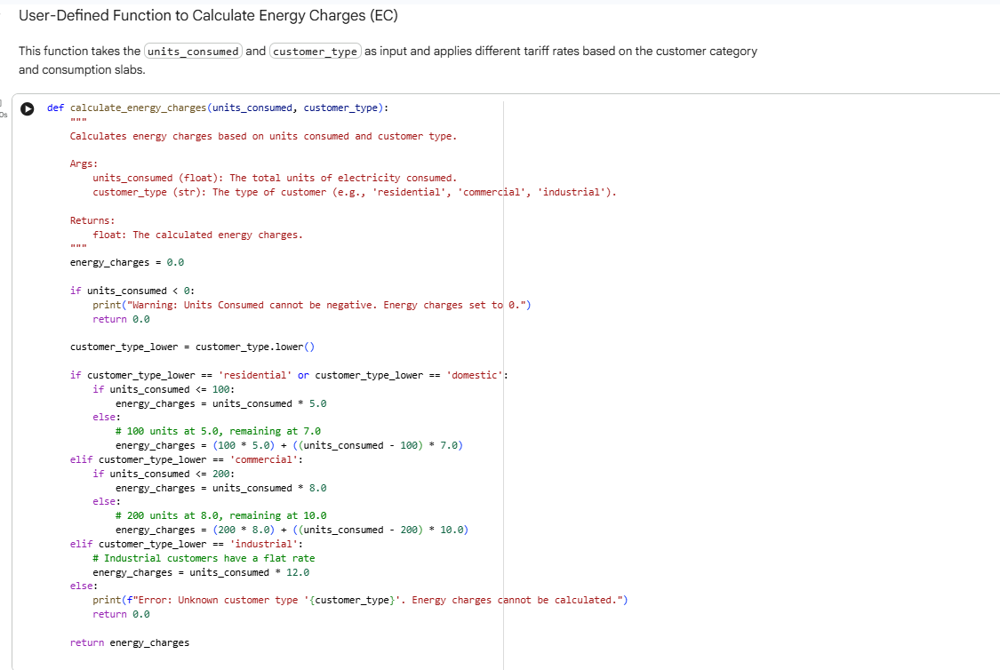 User-Defined Function to Calculate Energy Charges (EC)
This function takes the units_consumed and customer_type as input and applies different tariff rates based on the customer category
and consumption slabs.
0s
def calculate_energy_charges(units_consumed, customer_type):
    """
    Calculates energy charges based on units consumed and customer type.

    Args:
        units_consumed (float): The total units of electricity consumed.
        customer_type (str): The type of customer (e.g., 'residential', 'commercial', 'industrial').

    Returns:
        float: The calculated energy charges.
    """
    energy_charges = 0.0

    if units_consumed < 0:
        print("Warning: Units Consumed cannot be negative. Energy charges set to 0.")
        return 0.0

    customer_type_lower = customer_type.lower()

    if customer_type_lower == 'residential' or customer_type_lower == 'domestic':
        if units_consumed <= 100:
            energy_charges = units_consumed * 5.0
        else:
            # 100 units at 5.0, remaining at 7.0
            energy_charges = (100 * 5.0) + ((units_consumed - 100) * 7.0)
    elif customer_type_lower == 'commercial':
        if units_consumed <= 200:
            energy_charges = units_consumed * 8.0
        else:
            # 200 units at 8.0, remaining at 10.0
            energy_charges = (200 * 8.0) + ((units_consumed - 200) * 10.0)
    elif customer_type_lower == 'industrial':
        # Industrial customers have a flat rate
        energy_charges = units_consumed * 12.0
    else:
        print(f"Error: Unknown customer type '{customer_type}'. Energy charges cannot be calculated.")
        return 0.0

    return energy_charges